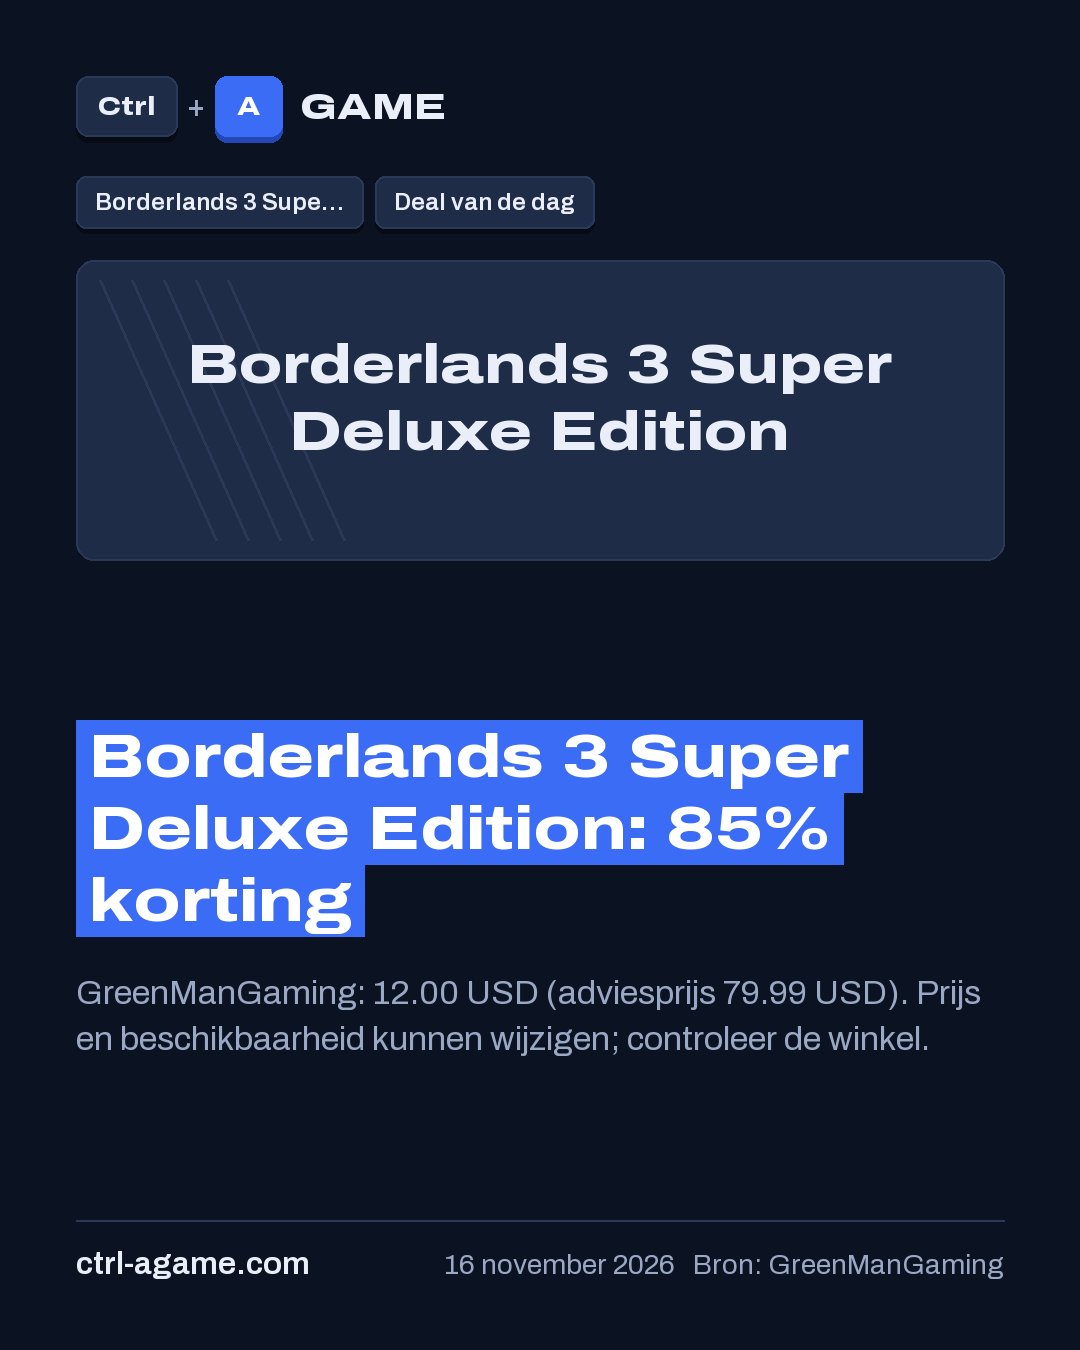 Ctrl + A GAME
Borderlands 3 Supe... Deal van de dag
Borderlands 3 Super
Deluxe Edition
Borderlands 3 Super
Deluxe Edition: 85%
korting
GreenManGaming: 12.00 USD (adviesprijs 79.99 USD). Prijs
en beschikbaarheid kunnen wijzigen; controleer de winkel.
ctrl-agame.com 16 november 2026 Bron: GreenManGaming